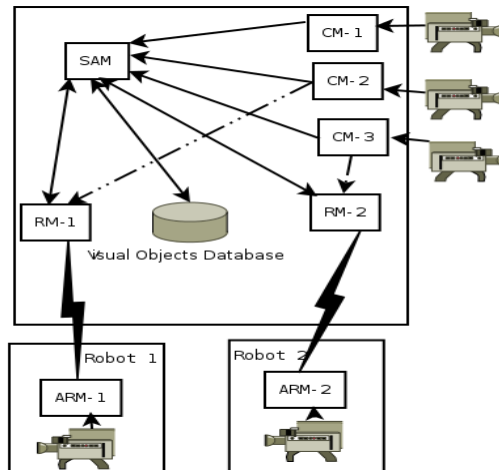 CM-1
SAM
CM-2
CM-3
RM-1
RM-2
Visual Objects Database
Robot 1
Robot 2
ARM-1
ARM-2